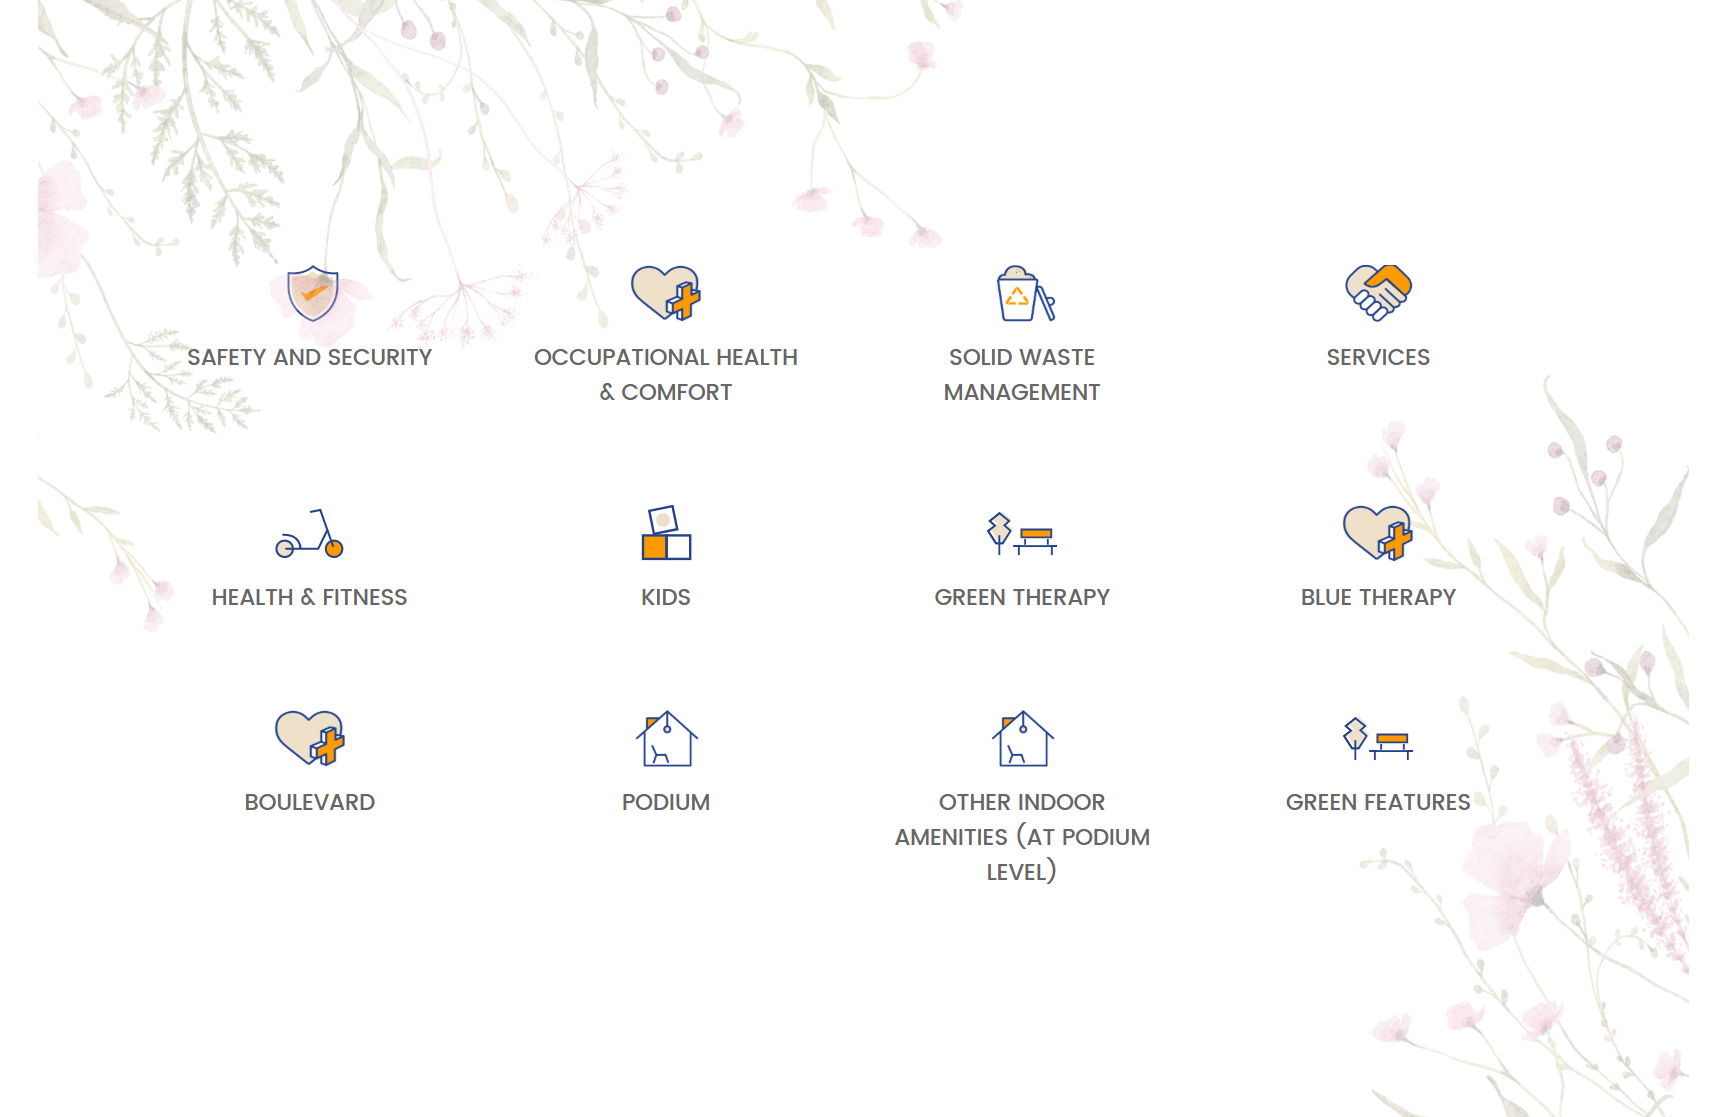 SAFETY AND SECURITY
OCCUPATIONAL HEALTH
& COMFORT
SOLID WASTE
MANAGEMENT
SERVICES
HEALTH & FITNESS
KIDS
GREEN THERAPY
BLUE THERAPY
BOULEVARD
PODIUM
OTHER INDOOR
AMENITIES (AT PODIUM
LEVEL)
GREEN FEATURES